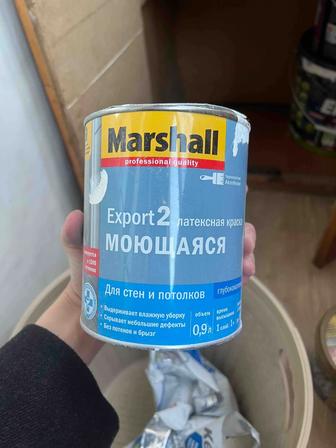 Marshall
professional quality
Export 2 латексная краска
МОЮЩАЯСЯ
Для стен и потолков
• Выдерживает влажную уборку
• Скрывает небольшие дефекты
• Без потеков и брызг
объем
0,9 л